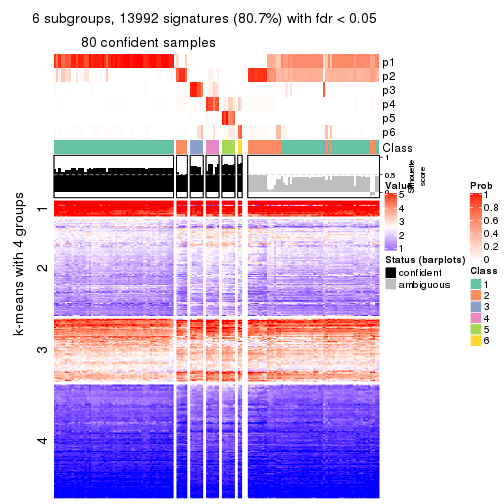 6 subgroups, 13992 signatures (80.7%) with fdr < 0.05
80 confident samples
p1
p2
p3
p4
p5
p6
Class
1
0.5
0
Silhouette
score
k-means with 4 groups
1
2
3
4
Value
5
4
3
2
1
Status (barplots)
confident
ambiguous
Prob
1
0.8
0.6
0.4
0.2
0
Class
1
2
3
4
5
6